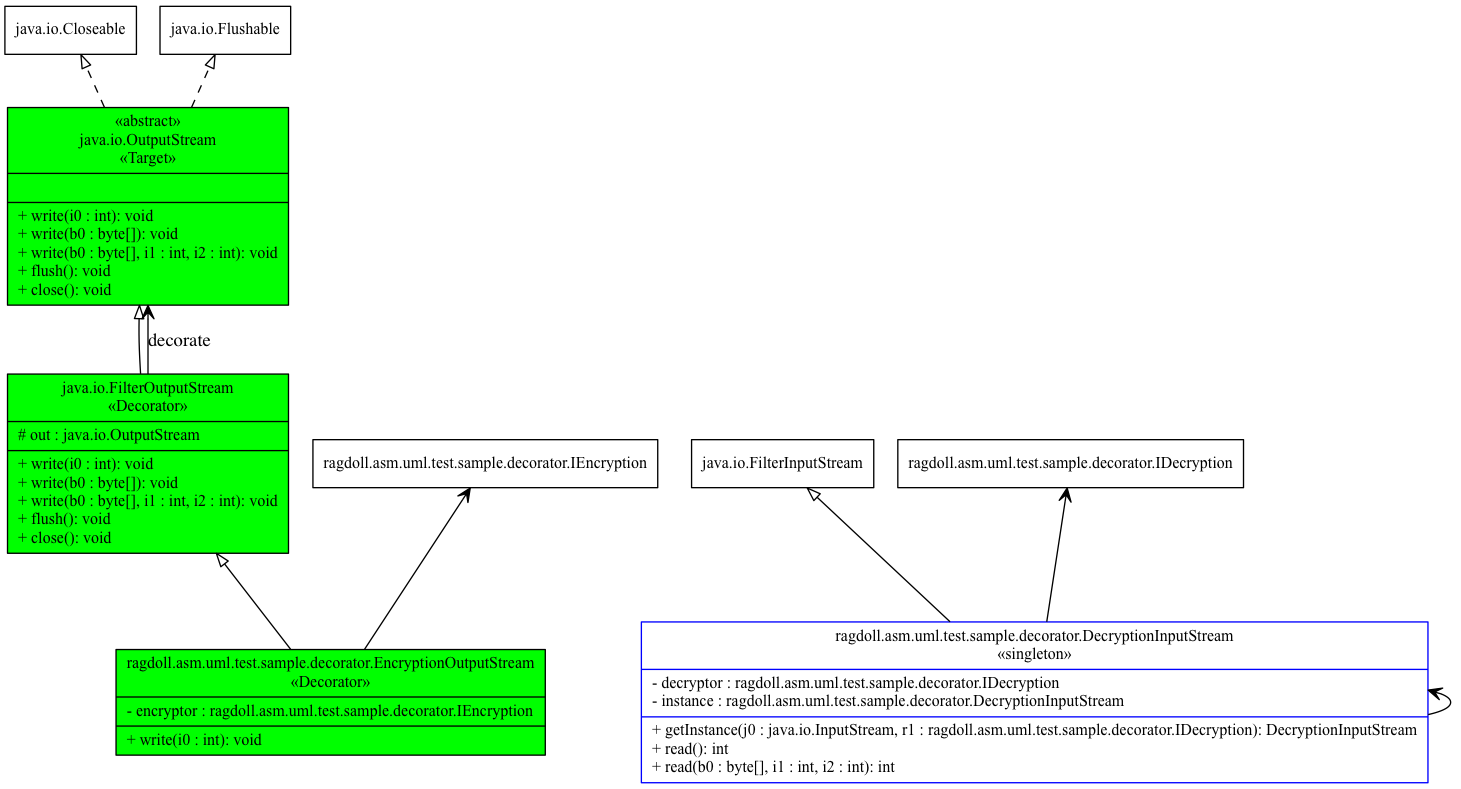 java.io.Closeable
java.io.Flushable
«abstract»
java.io.OutputStream
«Target»
+ write(i0 : int): void
+ write(b0 : byte[]): void
+ write(b0 : byte[], i1 : int, i2 : int): void
+ flush(): void
+ close(): void
decorate
java.io.FilterOutputStream
«Decorator»
# out : java.io.OutputStream
+ write(i0 : int): void
+ write(b0 : byte[]): void
+ write(b0 : byte[], i1 : int, i2 : int): void
+ flush(): void
+ close(): void
ragdoll.asm.uml.test.sample.decorator.IEncryption
java.io.FilterInputStream
ragdoll.asm.uml.test.sample.decorator.IDecryption
ragdoll.asm.uml.test.sample.decorator.EncryptionOutputStream
«Decorator»
- encryptor : ragdoll.asm.uml.test.sample.decorator.IEncryption
+ write(i0 : int): void
ragdoll.asm.uml.test.sample.decorator.DecryptionInputStream
«singleton»
- decryptor : ragdoll.asm.uml.test.sample.decorator.IDecryption
- instance : ragdoll.asm.uml.test.sample.decorator.DecryptionInputStream
+ getInstance(j0 : java.io.InputStream, r1 : ragdoll.asm.uml.test.sample.decorator.IDecryption): DecryptionInputStream
+ read(): int
+ read(b0 : byte[], i1 : int, i2 : int): int